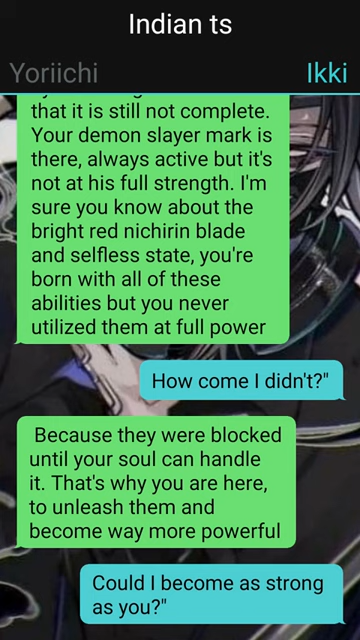 Indian ts
Yoriichi
Ikki
that it is still not complete.
Your demon slayer mark is
there, always active but it's
not at his full strength. I'm
sure you know about the
bright red nichirin blade
and selfless state, you're
born with all of these
abilities but you never
utilized them at full power
How come I didn't?"
Because they were blocked
until your soul can handle
it. That's why you are here,
to unleash them and
become way more powerful
Could I become as strong
as you?"